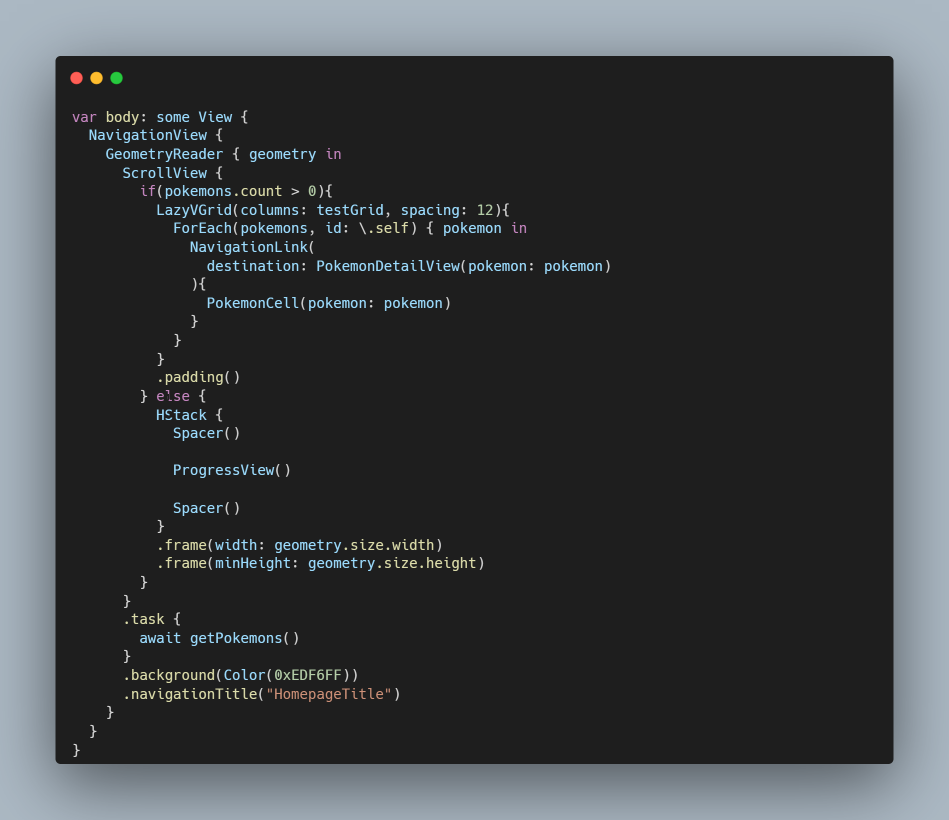 var body: some View {
  NavigationView {
    GeometryReader { geometry in
      ScrollView {
        if(pokemons.count > 0){
          LazyVGrid(columns: testGrid, spacing: 12){
            ForEach(pokemons, id: \.self) { pokemon in
              NavigationLink(
                destination: PokemonDetailView(pokemon: pokemon)
              ){
                PokemonCell(pokemon: pokemon)
              }
            }
          }
          .padding()
        } else {
          HStack {
            Spacer()

            ProgressView()

            Spacer()
          }
          .frame(width: geometry.size.width)
          .frame(minHeight: geometry.size.height)
        }
      }
      .task {
        await getPokemons()
      }
      .background(Color(0xEDF6FF))
      .navigationTitle("HomepageTitle")
    }
  }
}